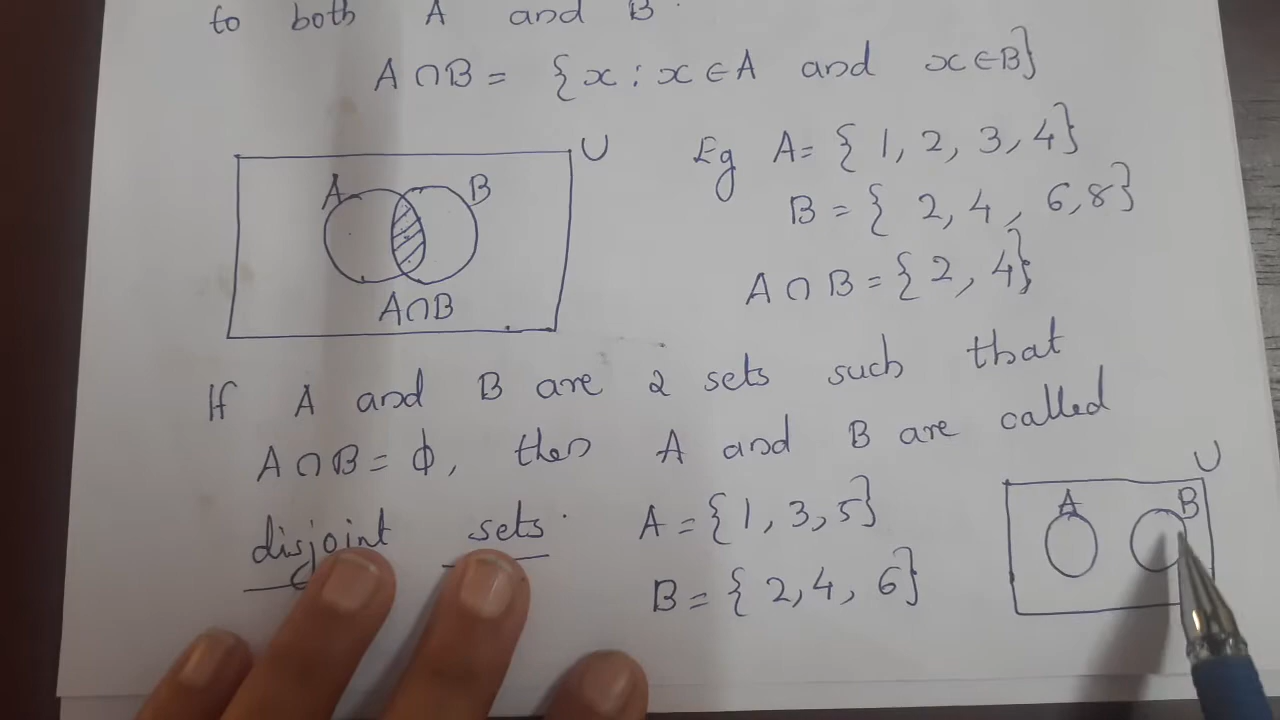 to both A and B.
A∩B = {x : x ∈ A and x ∈ B}
U
A B
A∩B
Eg A = {1, 2, 3, 4}
B = {2, 4, 6, 8}
A∩B = {2, 4}
If A and B are 2 sets such that
A∩B = ϕ, then A and B are called
disjoint sets.
A = {1, 3, 5}
B = {2, 4, 6}
U
A B